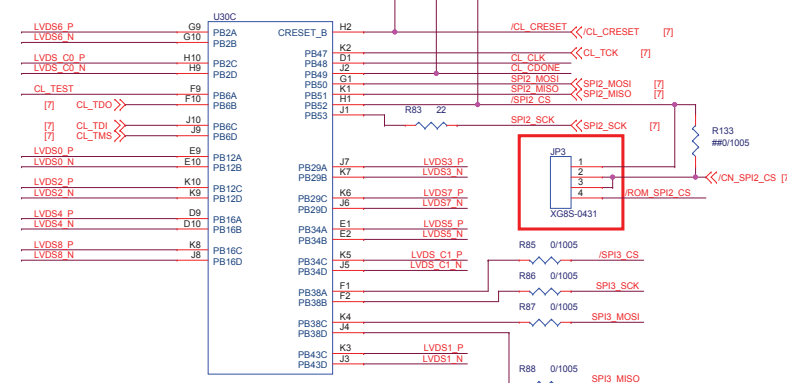 U30C
LVDS6_P G9 PB2A CRESET_B H2 /CL_CRESET /CL_CRESET [7]
LVDS6_N G10 PB2B
PB47 K2 CL_TCK [7]
LVDS_C0_P H10 PB2C PB48 D1 CL_CLK
LVDS_C0_N H9 PB2D PB49 J2 CL_CDONE
PB50 G1 SPI2_MOSI SPI2_MOSI [7]
CL_TEST F9 PB6A PB51 K1 SPI2_MISO SPI2_MISO [7]
[7] CL_TDO F10 PB6B PB52 H1 /SPI2_CS
PB53 J1 R83 22
[7] CL_TDI J10 PB6C SPI2_SCK SPI2_SCK [7]
[7] CL_TMS J9 PB6D
R133
##0/1005
LVDS0_P E9 PB12A
LVDS0_N E10 PB12B
JP3
PB29A J7 LVDS3_P 1
PB29B K7 LVDS3_N 2 /CN_SPI2_CS [7
LVDS2_P K10 PB12C 3
LVDS2_N K9 PB12D PB29C K6 LVDS7_P 4 /ROM_SPI2_CS
PB29D J6 LVDS7_N
XG8S-0431
LVDS4_P D9 PB16A
LVDS4_N D10 PB16B PB34A E1 LVDS5_P
PB34B E2 LVDS5_N
LVDS8_P K8 PB16C
LVDS8_N J8 PB16D PB34C K5 LVDS_C1_P R85 0/1005 /SPI3_CS
PB34D J5 LVDS_C1_N
R86 0/1005
PB38A F1 SPI3_SCK
PB38B F2
R87 0/1005
PB38C K4 SPI3_MOSI
PB38D J4
PB43C K3 LVDS1_P
PB43D J3 LVDS1_N
R88 0/1005
SPI3_MISO